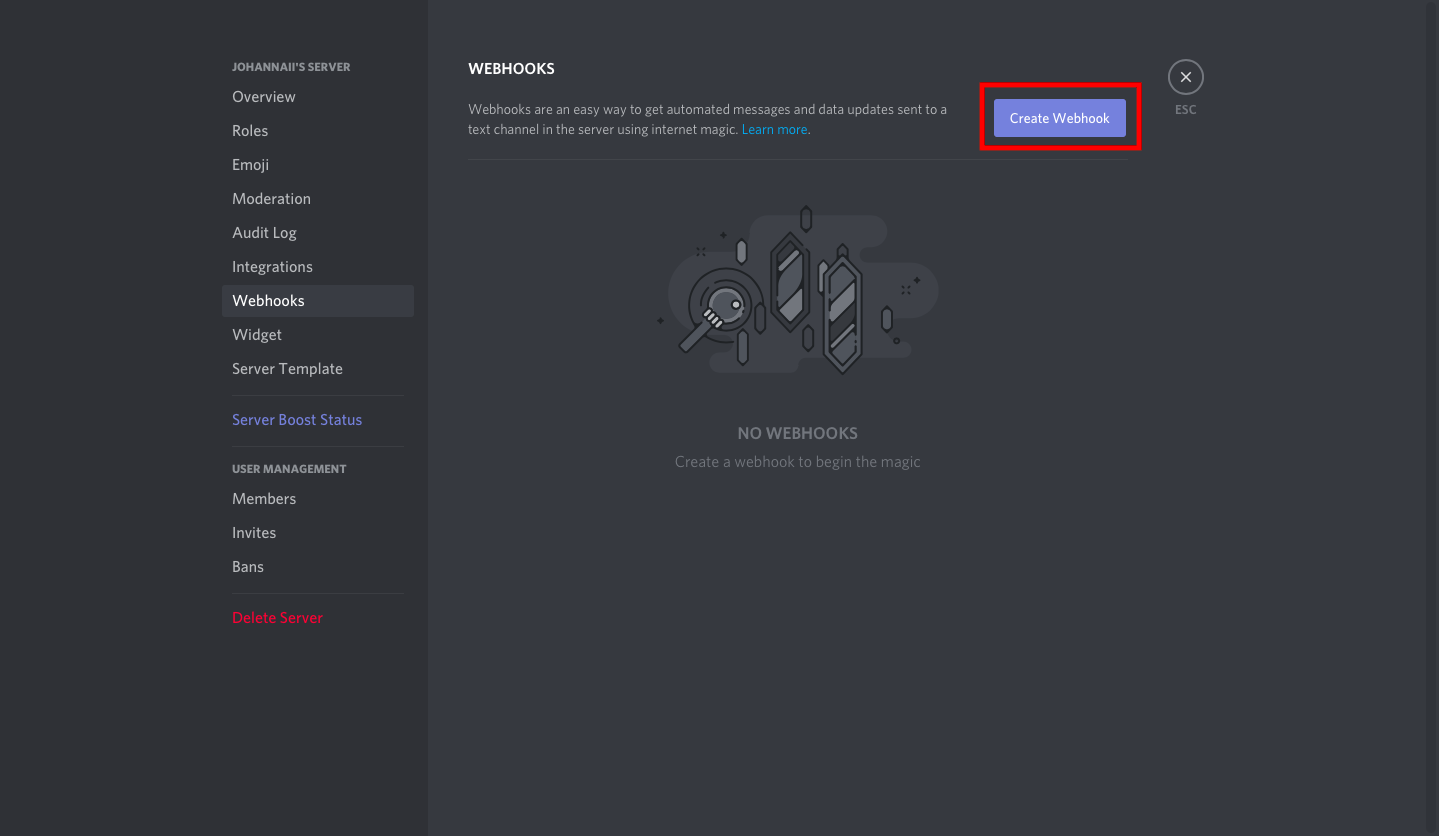 JOHANNAII'S SERVER
Overview
Roles
Emoji
Moderation
Audit Log
Integrations
Webhooks
Widget
Server Template
Server Boost Status
USER MANAGEMENT
Members
Invites
Bans
Delete Server
WEBHOOKS
Webhooks are an easy way to get automated messages and data updates sent to a
text channel in the server using internet magic. Learn more.
Create Webhook
ESC
NO WEBHOOKS
Create a webhook to begin the magic